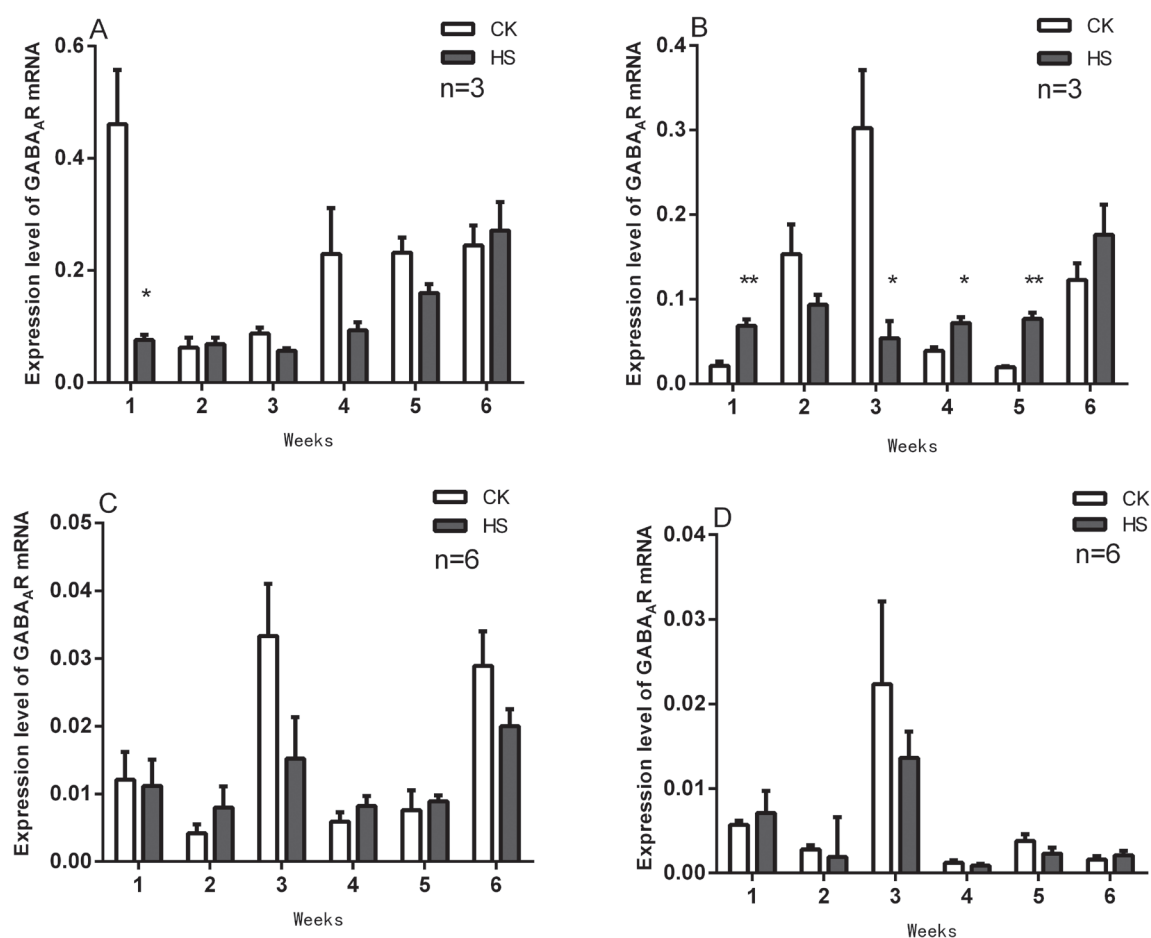 A
CK
HS
n=3
Expression level of GABAAR mRNA
0.6
0.4
0.2
0.0
*
1 2 3 4 5 6
Weeks
B
CK
HS
n=3
Expression level of GABAAR mRNA
0.4
0.3
0.2
0.1
0.0
** * * **
1 2 3 4 5 6
Weeks
C
CK
HS
n=6
Expression level of GABAAR mRNA
0.05
0.04
0.03
0.02
0.01
0.00
1 2 3 4 5 6
Weeks
D
CK
HS
n=6
Expression level of GABAAR mRNA
0.04
0.03
0.02
0.01
0.00
1 2 3 4 5 6
Weeks